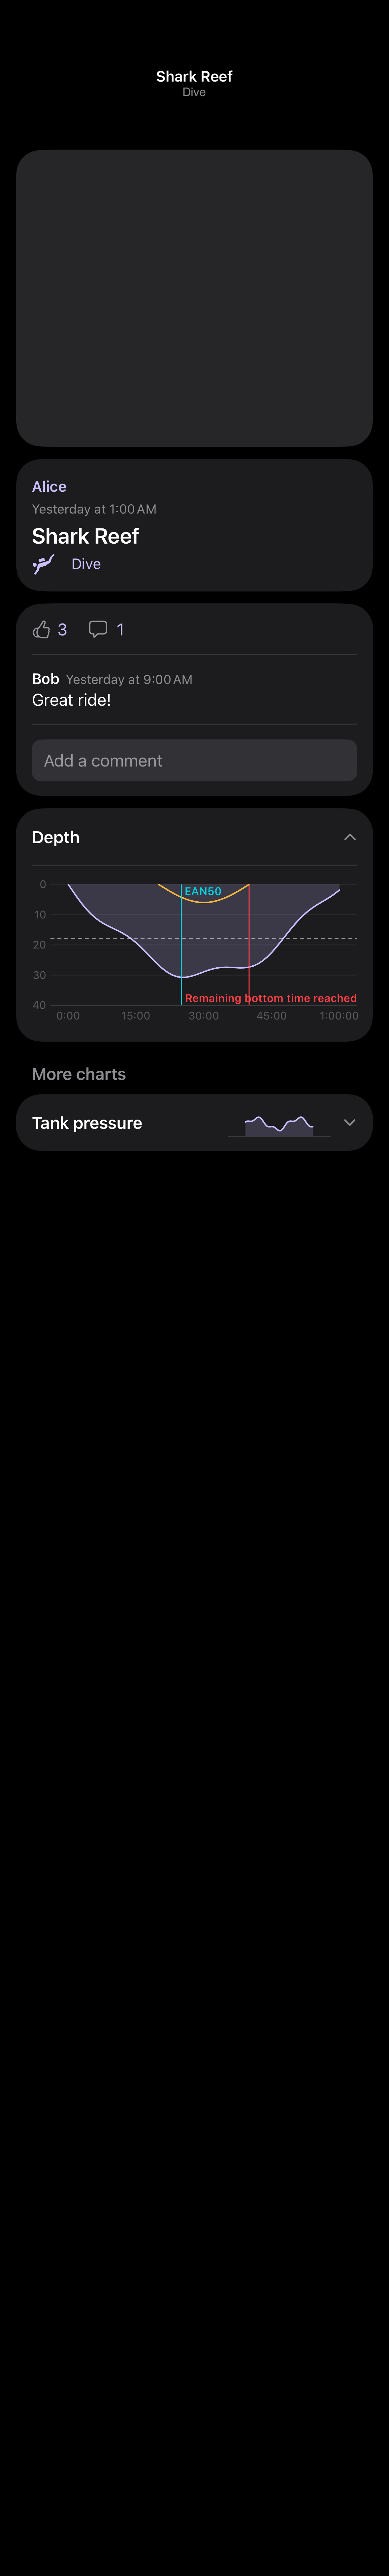 Shark Reef
Dive
Alice
Yesterday at 1:00 AM
Shark Reef
Dive
3 1
Bob Yesterday at 9:00 AM
Great ride!
Add a comment
Depth
0
EAN50
10
20
30
Remaining bottom time reached
40
0:00 15:00 30:00 45:00 1:00:00
More charts
Tank pressure